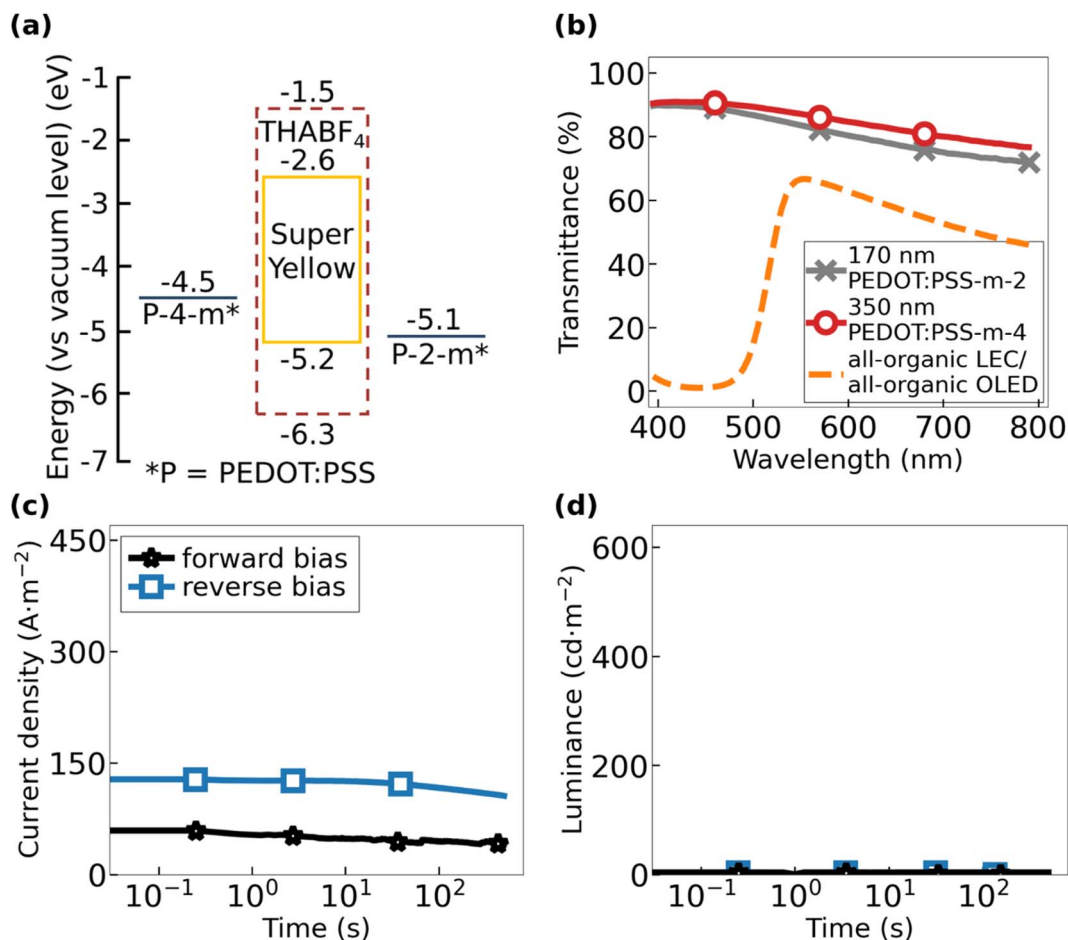 (a)
Energy (vs vacuum level) (eV)
-1
-2
-3
-4
-5
-6
-7
-1.5
THABF₄
-2.6
Super
Yellow
-4.5
P-4-m*
-5.1
P-2-m*
-5.2
-6.3
*P = PEDOT:PSS
(b)
Transmittance (%)
100
80
60
40
20
0
170 nm
PEDOT:PSS-m-2
350 nm
PEDOT:PSS-m-4
all-organic LEC/
all-organic OLED
400 500 600 700 800
Wavelength (nm)
(c)
Current density (A·m⁻²)
450
300
150
0
forward bias
reverse bias
10⁻¹ 10⁰ 10¹ 10²
Time (s)
(d)
Luminance (cd·m⁻²)
600
400
200
0
10⁻¹ 10⁰ 10¹ 10²
Time (s)